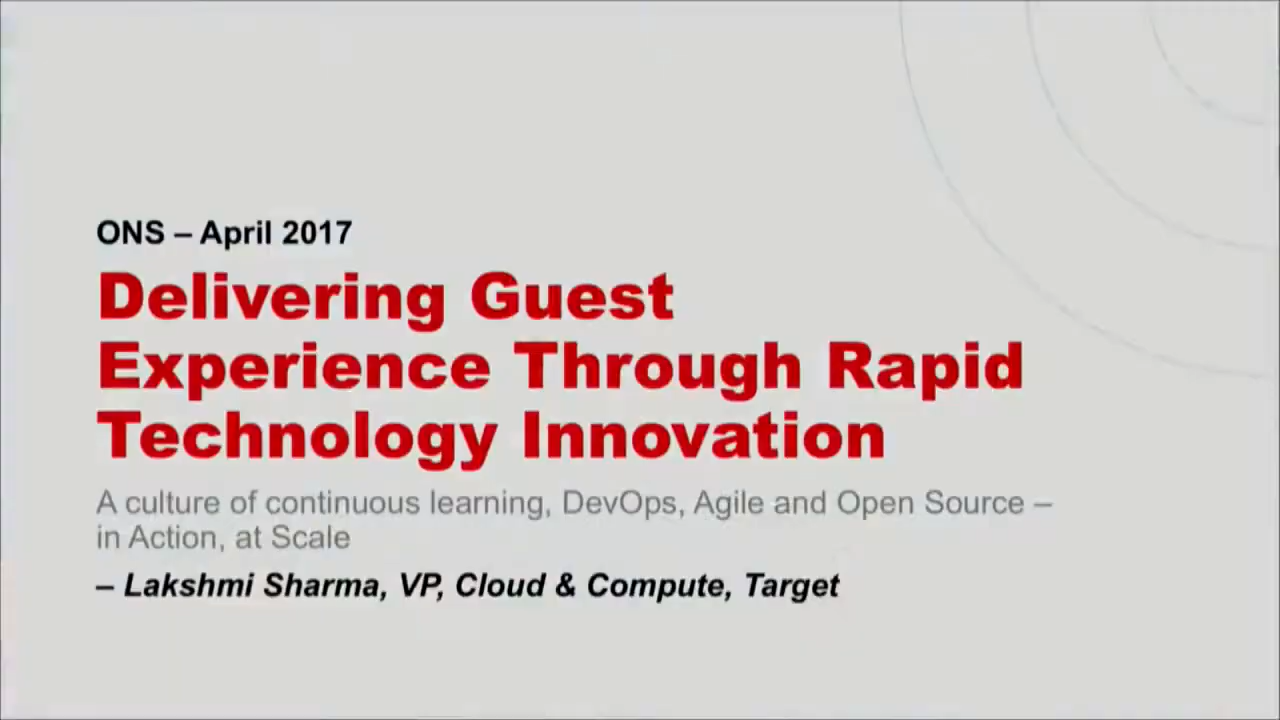 ONS – April 2017
Delivering Guest
Experience Through Rapid
Technology Innovation
A culture of continuous learning, DevOps, Agile and Open Source –
in Action, at Scale
– Lakshmi Sharma, VP, Cloud & Compute, Target